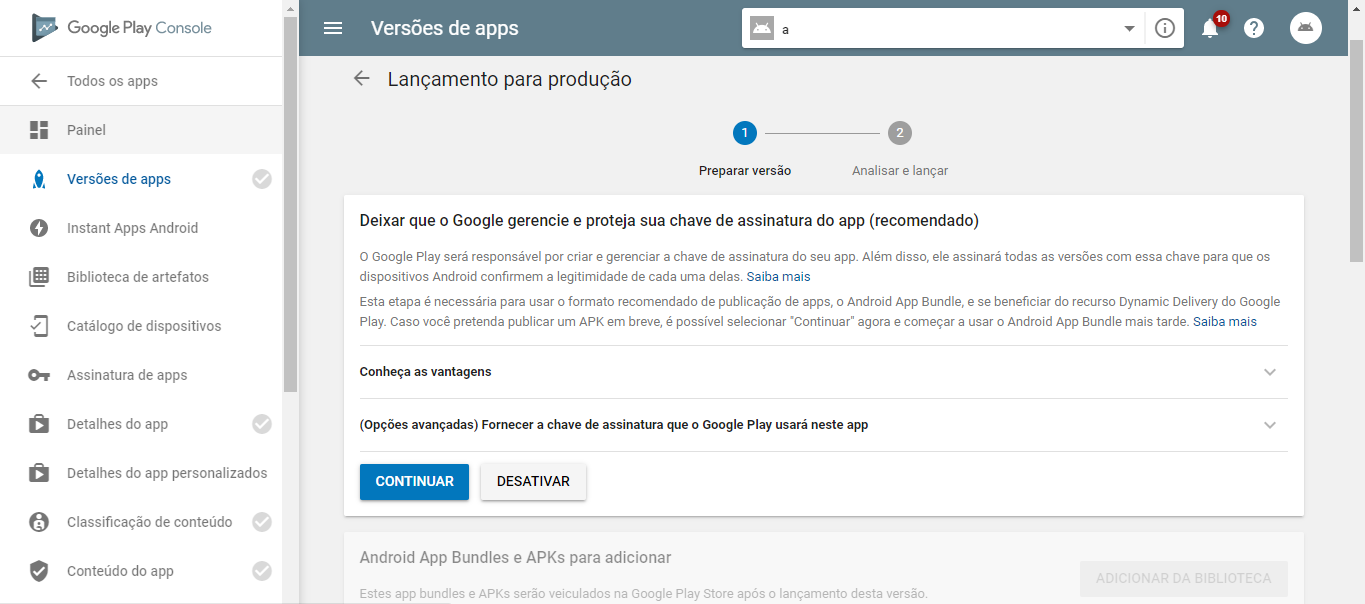 Google Play Console
Todos os apps
Painel
Versões de apps
Instant Apps Android
Biblioteca de artefatos
Catálogo de dispositivos
Assinatura de apps
Detalhes do app
Detalhes do app personalizados
Classificação de conteúdo
Conteúdo do app
Versões de apps
a
10
Lançamento para produção
1
2
Preparar versão
Analisar e lançar
Deixar que o Google gerencie e proteja sua chave de assinatura do app (recomendado)
O Google Play será responsável por criar e gerenciar a chave de assinatura do seu app. Além disso, ele assinará todas as versões com essa chave para que os
dispositivos Android confirmem a legitimidade de cada uma delas. Saiba mais
Esta etapa é necessária para usar o formato recomendado de publicação de apps, o Android App Bundle, e se beneficiar do recurso Dynamic Delivery do Google
Play. Caso você pretenda publicar um APK em breve, é possível selecionar "Continuar" agora e começar a usar o Android App Bundle mais tarde. Saiba mais
Conheça as vantagens
(Opções avançadas) Fornecer a chave de assinatura que o Google Play usará neste app
CONTINUAR
DESATIVAR
Android App Bundles e APKs para adicionar
ADICIONAR DA BIBLIOTECA
Estes app bundles e APKs serão veiculados na Google Play Store após o lançamento desta versão.